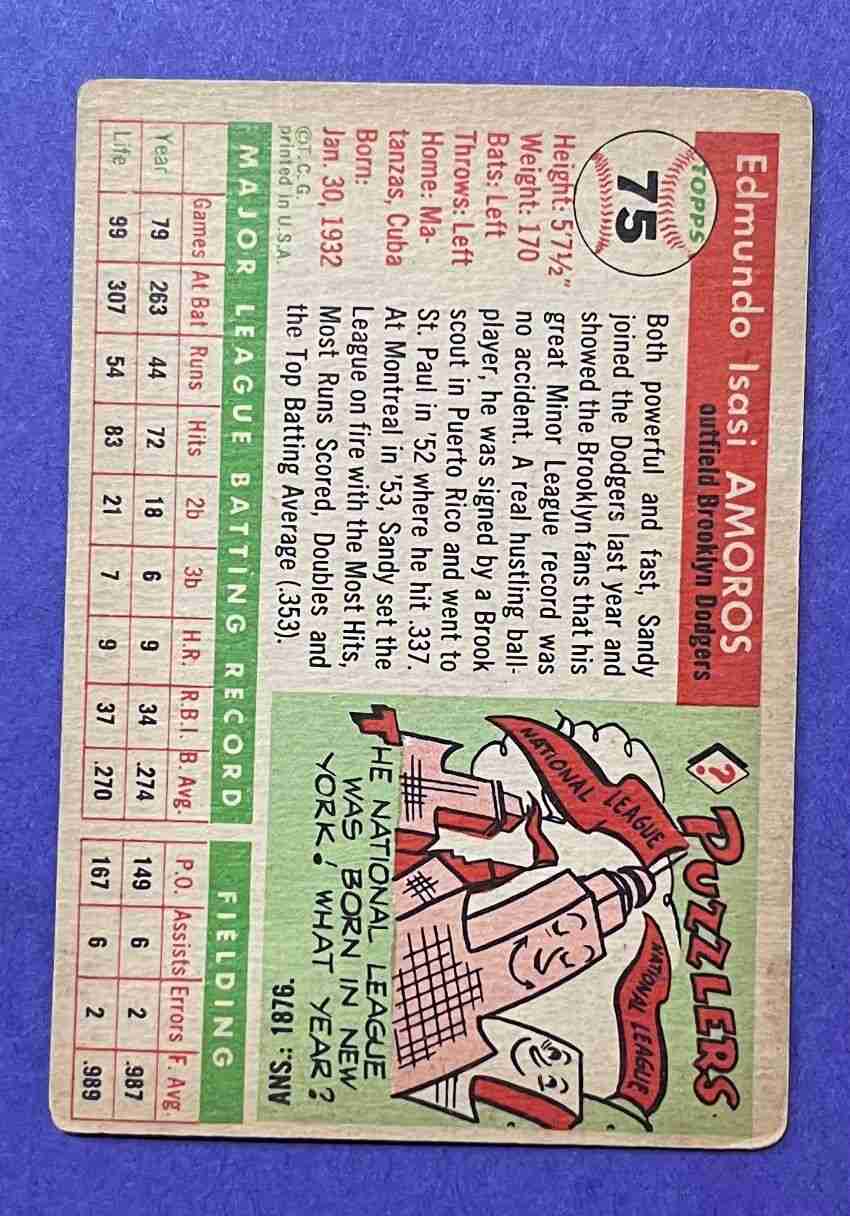 TOPPS
75
Edmundo Isasi AMOROS
outfield Brooklyn Dodgers
Height: 5'7½"
Weight: 170
Bats: Left
Throws: Left
Home: Ma-
tanzas, Cuba
Born:
Jan. 30, 1932
©T.C.G.
printed in U.S.A.
Both powerful and fast, Sandy
joined the Dodgers last year and
showed the Brooklyn fans that his
great Minor League record was
no accident. A real hustling ball-
player, he was signed by a Brook
scout in Puerto Rico and went to
St. Paul in '52 where he hit .337.
At Montreal in '53, Sandy set the
League on fire with the Most Hits,
Most Runs Scored, Doubles and
the Top Batting Average (.353).
? PUZZLERS
NATIONAL LEAGUE
NATIONAL LEAGUE
THE NATIONAL LEAGUE
WAS BORN IN NEW
YORK! WHAT YEAR?
ANS.: 1876.
MAJOR LEAGUE BATTING RECORD FIELDING
Games At Bat Runs Hits 2b 3b H.R. R.B.I. B. Avg. P.O. Assists Errors F. Avg.
Year 79 263 44 72 18 6 9 34 .274 149 6 2 .987
Life 99 307 54 83 21 7 9 37 .270 167 6 2 .989